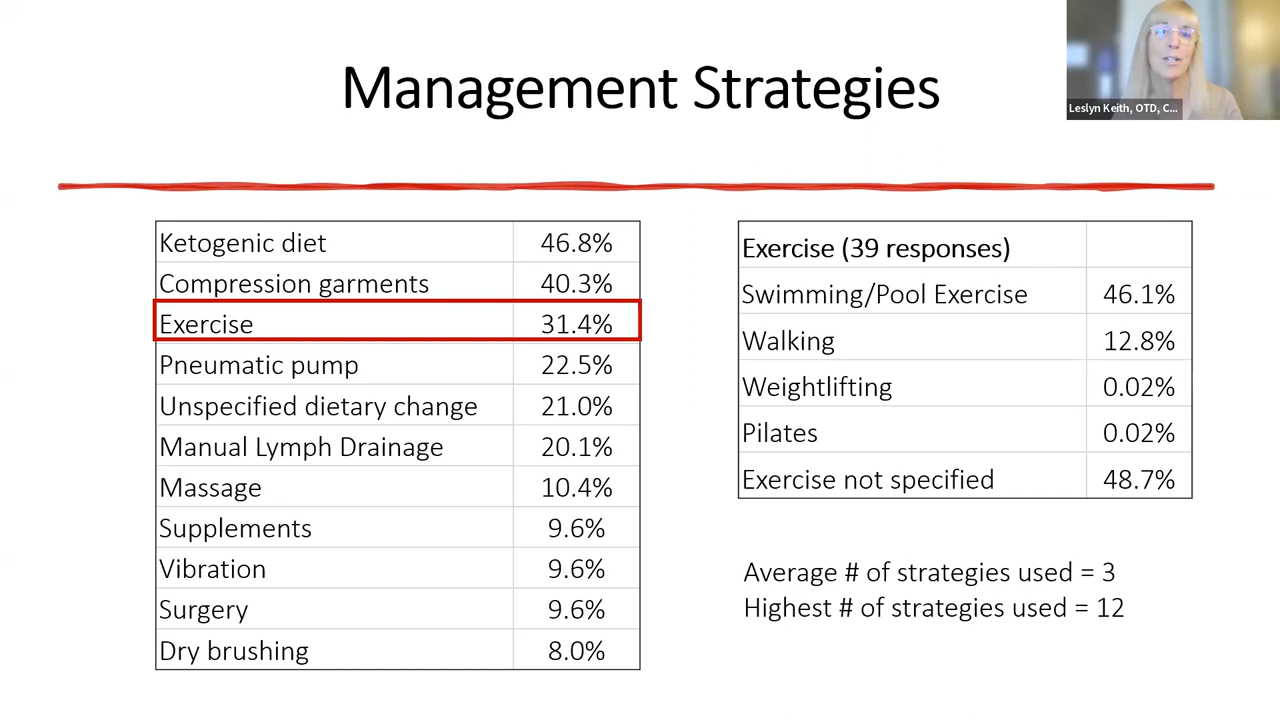 Management Strategies
Leslyn Keith, OTD, C...
Ketogenic diet 46.8%
Compression garments 40.3%
Exercise 31.4%
Pneumatic pump 22.5%
Unspecified dietary change 21.0%
Manual Lymph Drainage 20.1%
Massage 10.4%
Supplements 9.6%
Vibration 9.6%
Surgery 9.6%
Dry brushing 8.0%
Exercise (39 responses)
Swimming/Pool Exercise 46.1%
Walking 12.8%
Weightlifting 0.02%
Pilates 0.02%
Exercise not specified 48.7%
Average # of strategies used = 3
Highest # of strategies used = 12